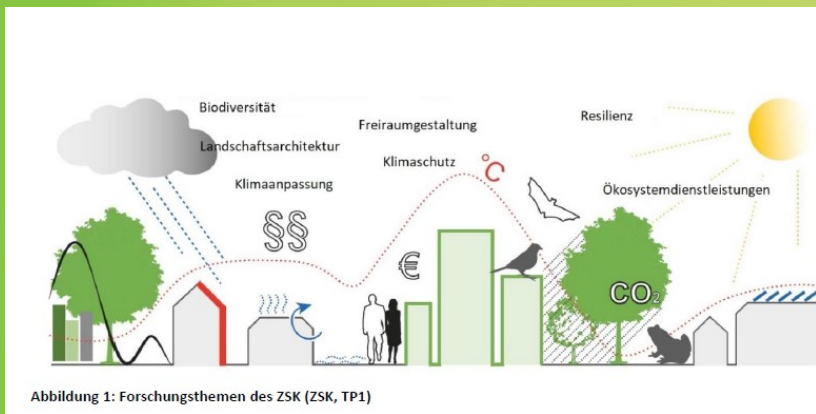 Biodiversität
Landschaftsarchitektur
Klimaanpassung
§§
Freiraumgestaltung
Klimaschutz
°C
€
Resilienz
Ökosystemdienstleistungen
CO₂
Abbildung 1: Forschungsthemen des ZSK (ZSK, TP1)